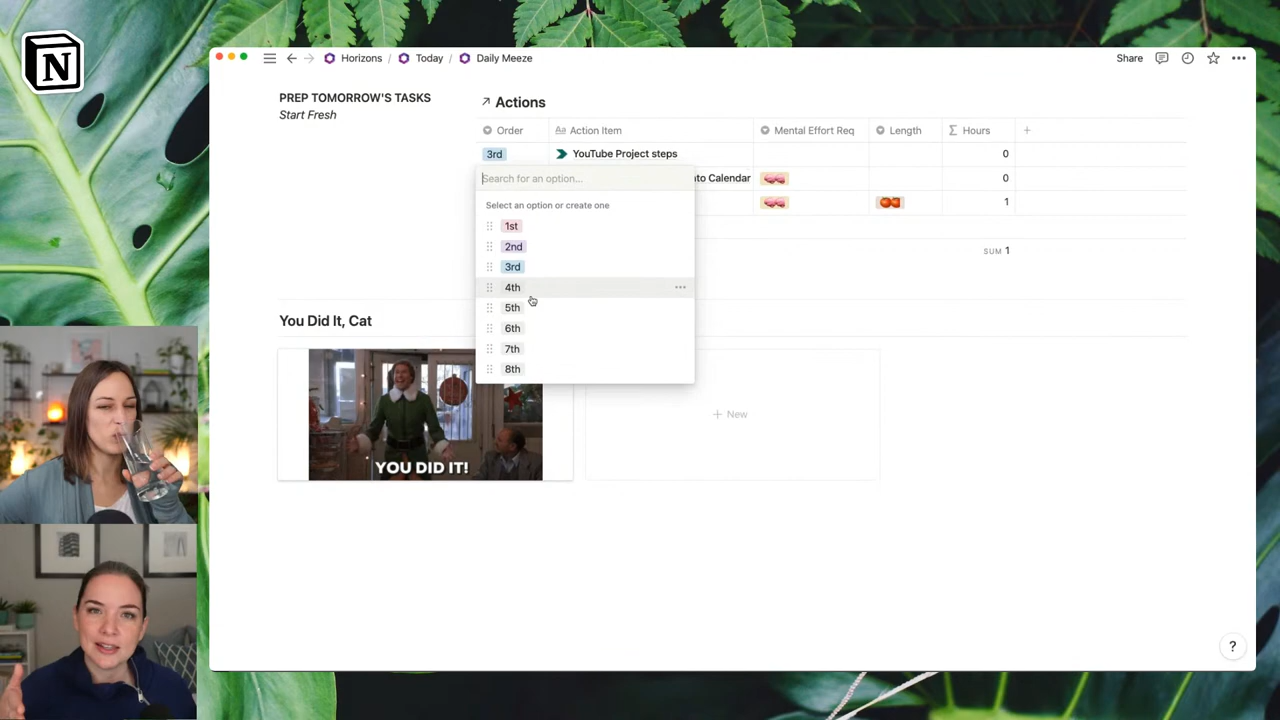 N
Horizons / Today / Daily Meeze
Share
PREP TOMORROW'S TASKS
Start Fresh
Actions
Order Aa Action Item Mental Effort Req Σ Length Hours
3rd YouTube Project steps 0
Search for an option...
to Calendar 0
Select an option or create one
1
1st
2nd
SUM 1
3rd
4th
5th
You Did It, Cat
6th
7th
8th
YOU DID IT!
+ New
?